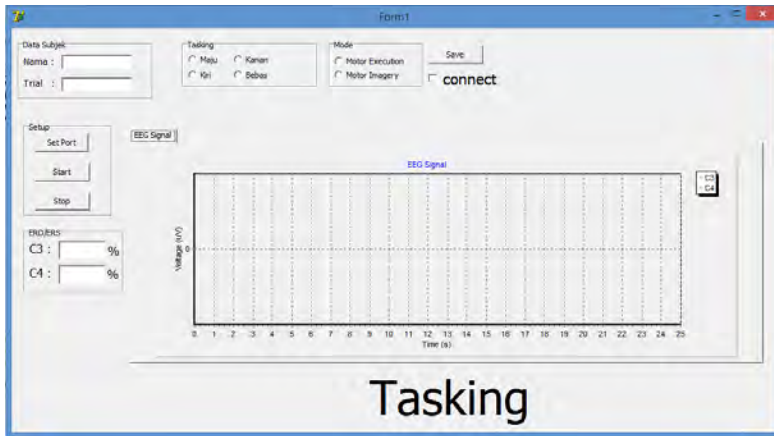 Form1
Data Subjek
Nama :
Trial :
Tasking
Maju
Kanan
Kiri
Bebas
Mode
Motor Execution
Motor Imagery
Save
connect
Setup
Set Port
Start
Stop
ERD/ERS
C3 : %
C4 : %
EEG Signal
EEG Signal
C3
C4
Voltage (uV)
0
0 1 2 3 4 5 6 7 8 9 10 11 12 13 14 15 16 17 18 19 20 21 22 23 24 25
Time (s)
Tasking